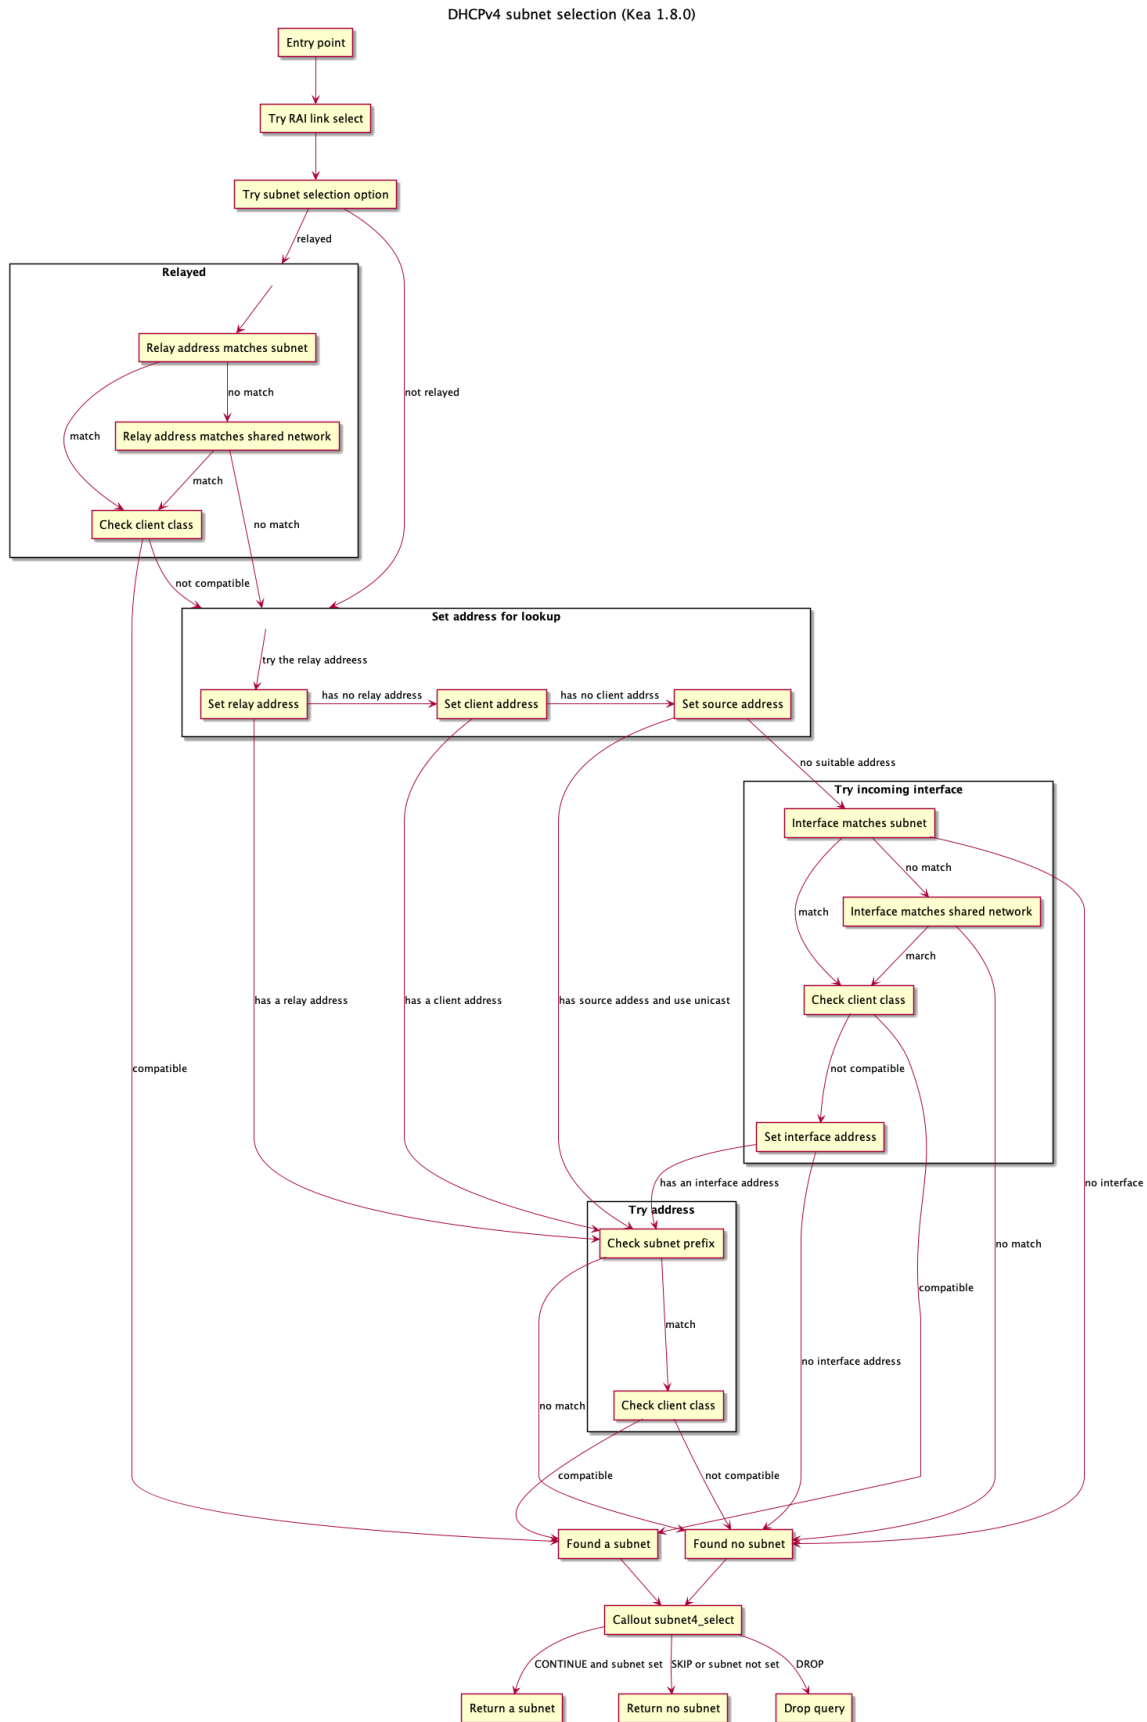 DHCPv4 subnet selection (Kea 1.8.0)
Entry point
Try RAI link select
Try subnet selection option
relayed
Relayed
Relay address matches subnet
no match
not relayed
match
Relay address matches shared network
match
no match
Check client class
not compatible
Set address for lookup
try the relay addreess
Set relay address
has no relay address
Set client address
has no client addrss
Set source address
no suitable address
Try incoming interface
Interface matches subnet
no match
match
Interface matches shared network
march
Check client class
has a relay address
has a client address
has source addess and use unicast
compatible
not compatible
Set interface address
has an interface address
no interface
Try address
Check subnet prefix
no match
compatible
match
no interface address
Check client class
no match
compatible
not compatible
Found a subnet
Found no subnet
Callout subnet4_select
CONTINUE and subnet set
SKIP or subnet not set
DROP
Return a subnet
Return no subnet
Drop query